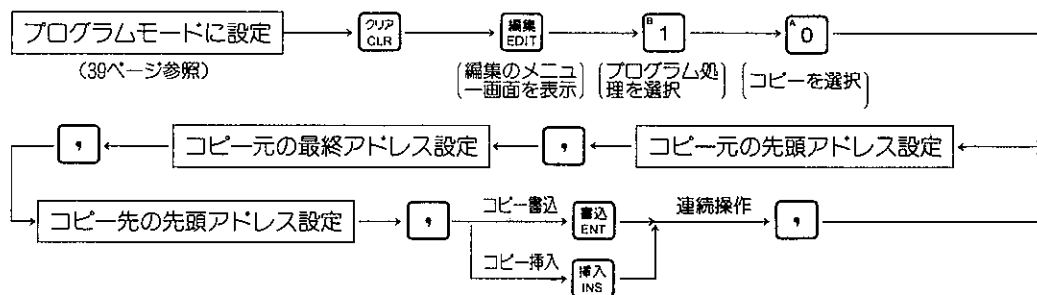 プログラムモードに設定
(39ページ参照)
クリア
CLR
編集
EDIT
(編集のメニュ
ー画面を表示)
B
1
(プログラム処
理を選択)
A
0
(コピーを選択)
コピー元の先頭アドレス設定
,
コピー元の最終アドレス設定
,
コピー先の先頭アドレス設定
,
コピー書込
書込
ENT
コピー挿入
挿入
INS
連続操作
,